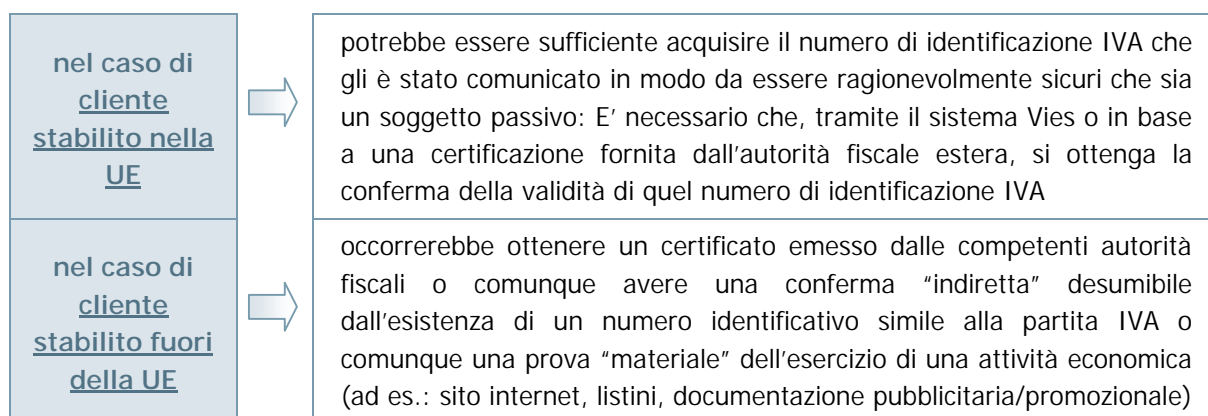 nel caso di
cliente
stabilito nella
UE
potrebbe essere sufficiente acquisire il numero di identificazione IVA che
gli è stato comunicato in modo da essere ragionevolmente sicuri che sia
un soggetto passivo: E' necessario che, tramite il sistema Vies o in base
a una certificazione fornita dall'autorità fiscale estera, si ottenga la
conferma della validità di quel numero di identificazione IVA
nel caso di
cliente
stabilito fuori
della UE
occorrerebbe ottenere un certificato emesso dalle competenti autorità
fiscali o comunque avere una conferma “indiretta” desumibile
dall'esistenza di un numero identificativo simile alla partita IVA o
comunque una prova “materiale” dell'esercizio di una attività economica
(ad es.: sito internet, listini, documentazione pubblicitaria/promozionale)